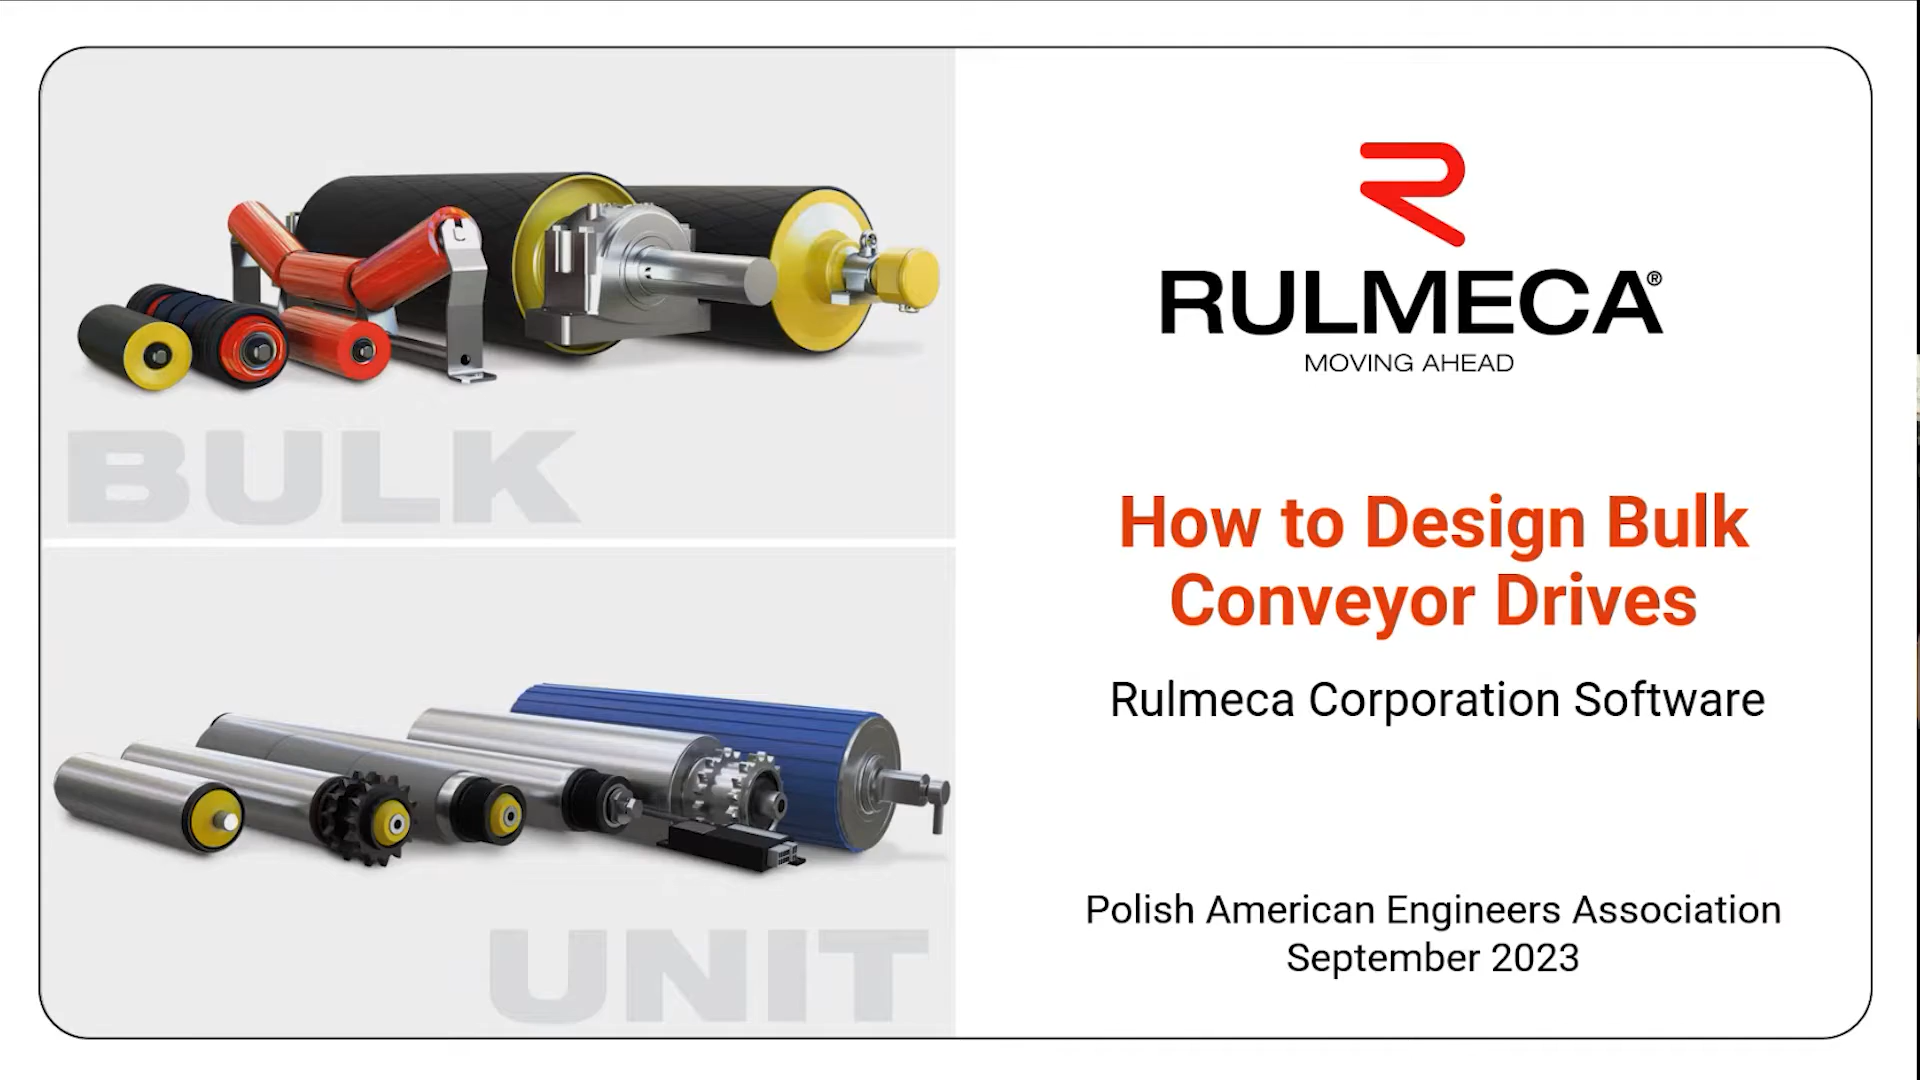 BULK
UNIT
RULMECA®
MOVING AHEAD
How to Design Bulk
Conveyor Drives
Rulmeca Corporation Software
Polish American Engineers Association
September 2023